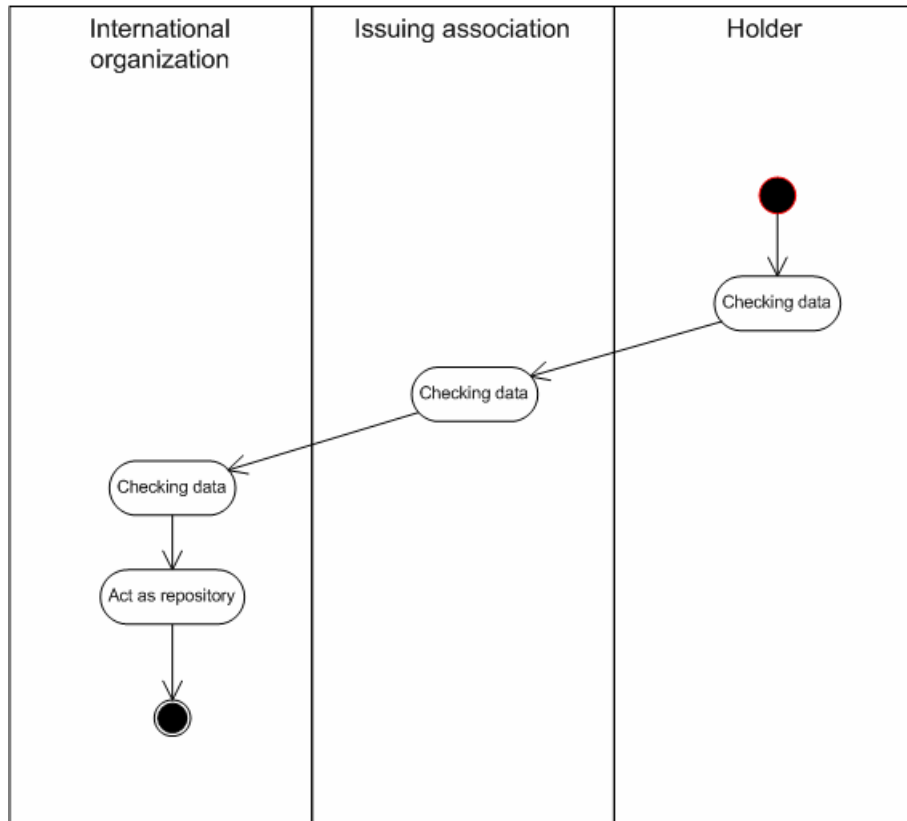 International
organization
Issuing association
Holder
Checking data
Checking data
Checking data
Act as repository